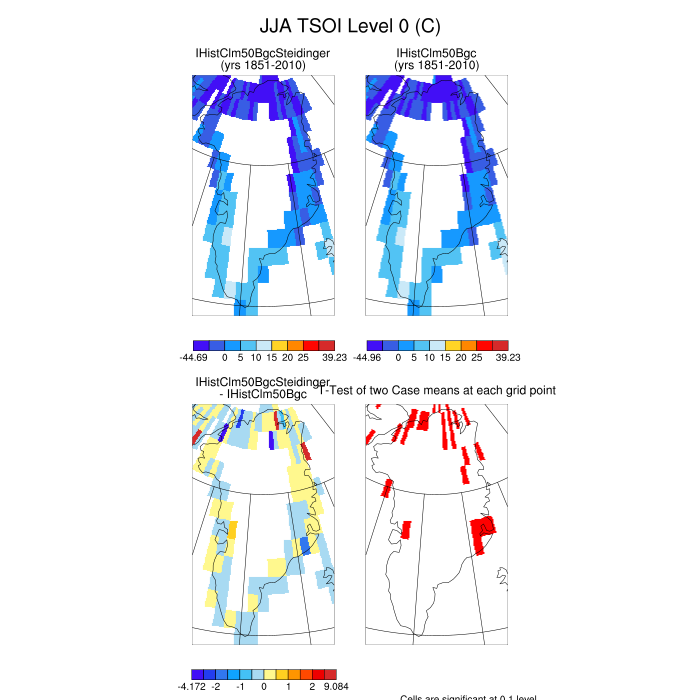 JJA TSOI Level 0 (C)
IHistClm50BgcSteidinger
(yrs 1851-2010)
IHistClm50Bgc
(yrs 1851-2010)
-44.69 0 5 10 15 20 25 39.23
-44.96 0 5 10 15 20 25 39.23
IHistClm50BgcSteidinger
- IHistClm50Bgc
T-Test of two Case means at each grid point
-4.172 -2 -1 0 1 2 9.084
Cells are significant at 0.1 level